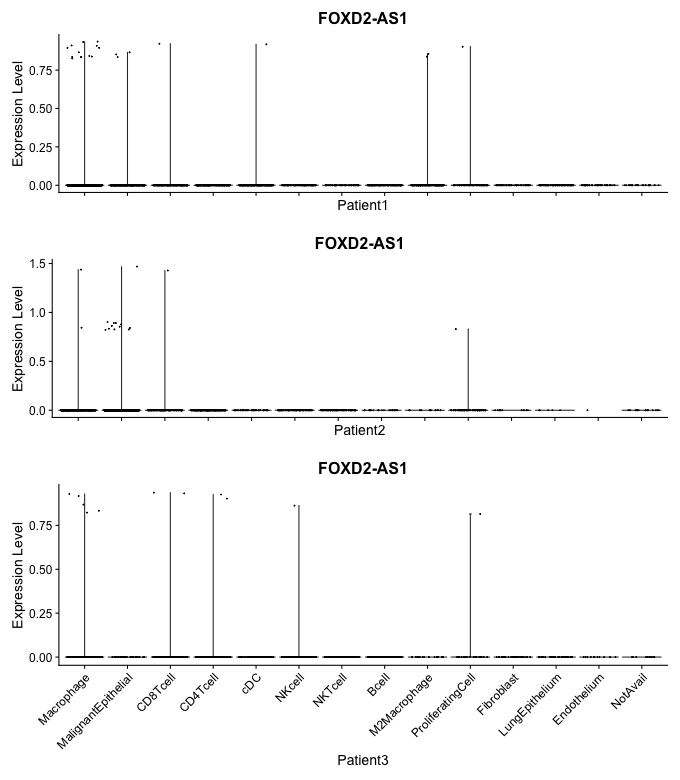 FOXD2-AS1
Expression Level
0.75
0.50
0.25
0.00
Patient1
FOXD2-AS1
Expression Level
1.5
1.0
0.5
0.0
Patient2
FOXD2-AS1
Expression Level
0.75
0.50
0.25
0.00
Macrophage
MalignantEpithelial
CD8Tcell
CD4Tcell
cDC
NKcell
NKTcell
Bcell
M2Macrophage
ProliferatingCell
Fibroblast
LungEpithelium
Endothelium
NotAvail
Patient3